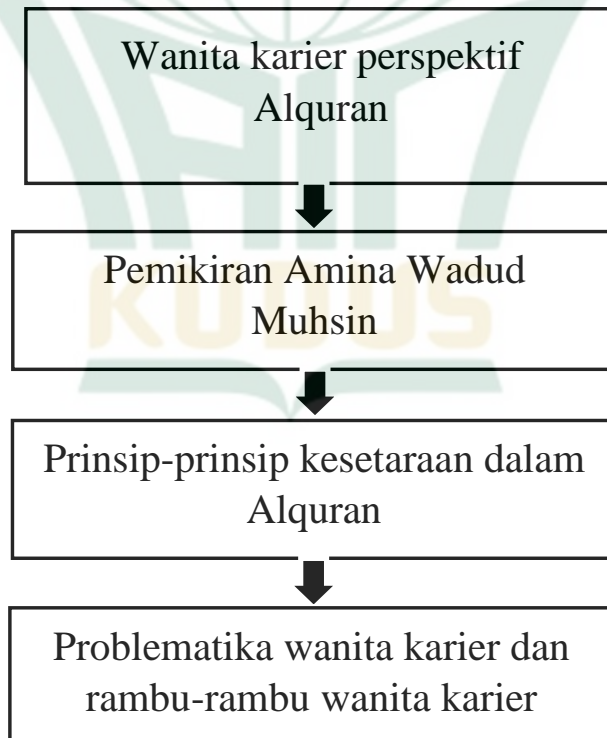 Wanita karier perspektif
Alquran
Pemikiran Amina Wadud
Muhsin
Prinsip-prinsip kesetaraan dalam
Alquran
Problematika wanita karier dan
rambu-rambu wanita karier
KUDUS